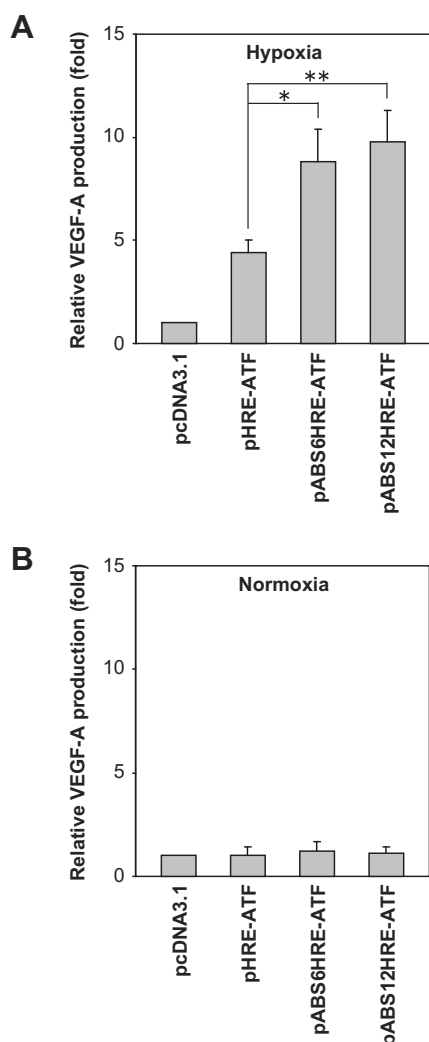 A
Hypoxia
Relative VEGF-A production (fold)
15
10
5
0
*
**
pcDNA3.1
pHRE-ATF
pABS6HRE-ATF
pABS12HRE-ATF
B
Normoxia
Relative VEGF-A production (fold)
15
10
5
0
pcDNA3.1
pHRE-ATF
pABS6HRE-ATF
pABS12HRE-ATF